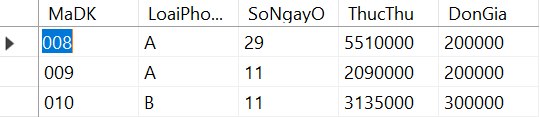 MaDK LoaiPho... SoNgayO ThucThu DonGia
008 A 29 5510000 200000
009 A 11 2090000 200000
010 B 11 3135000 300000